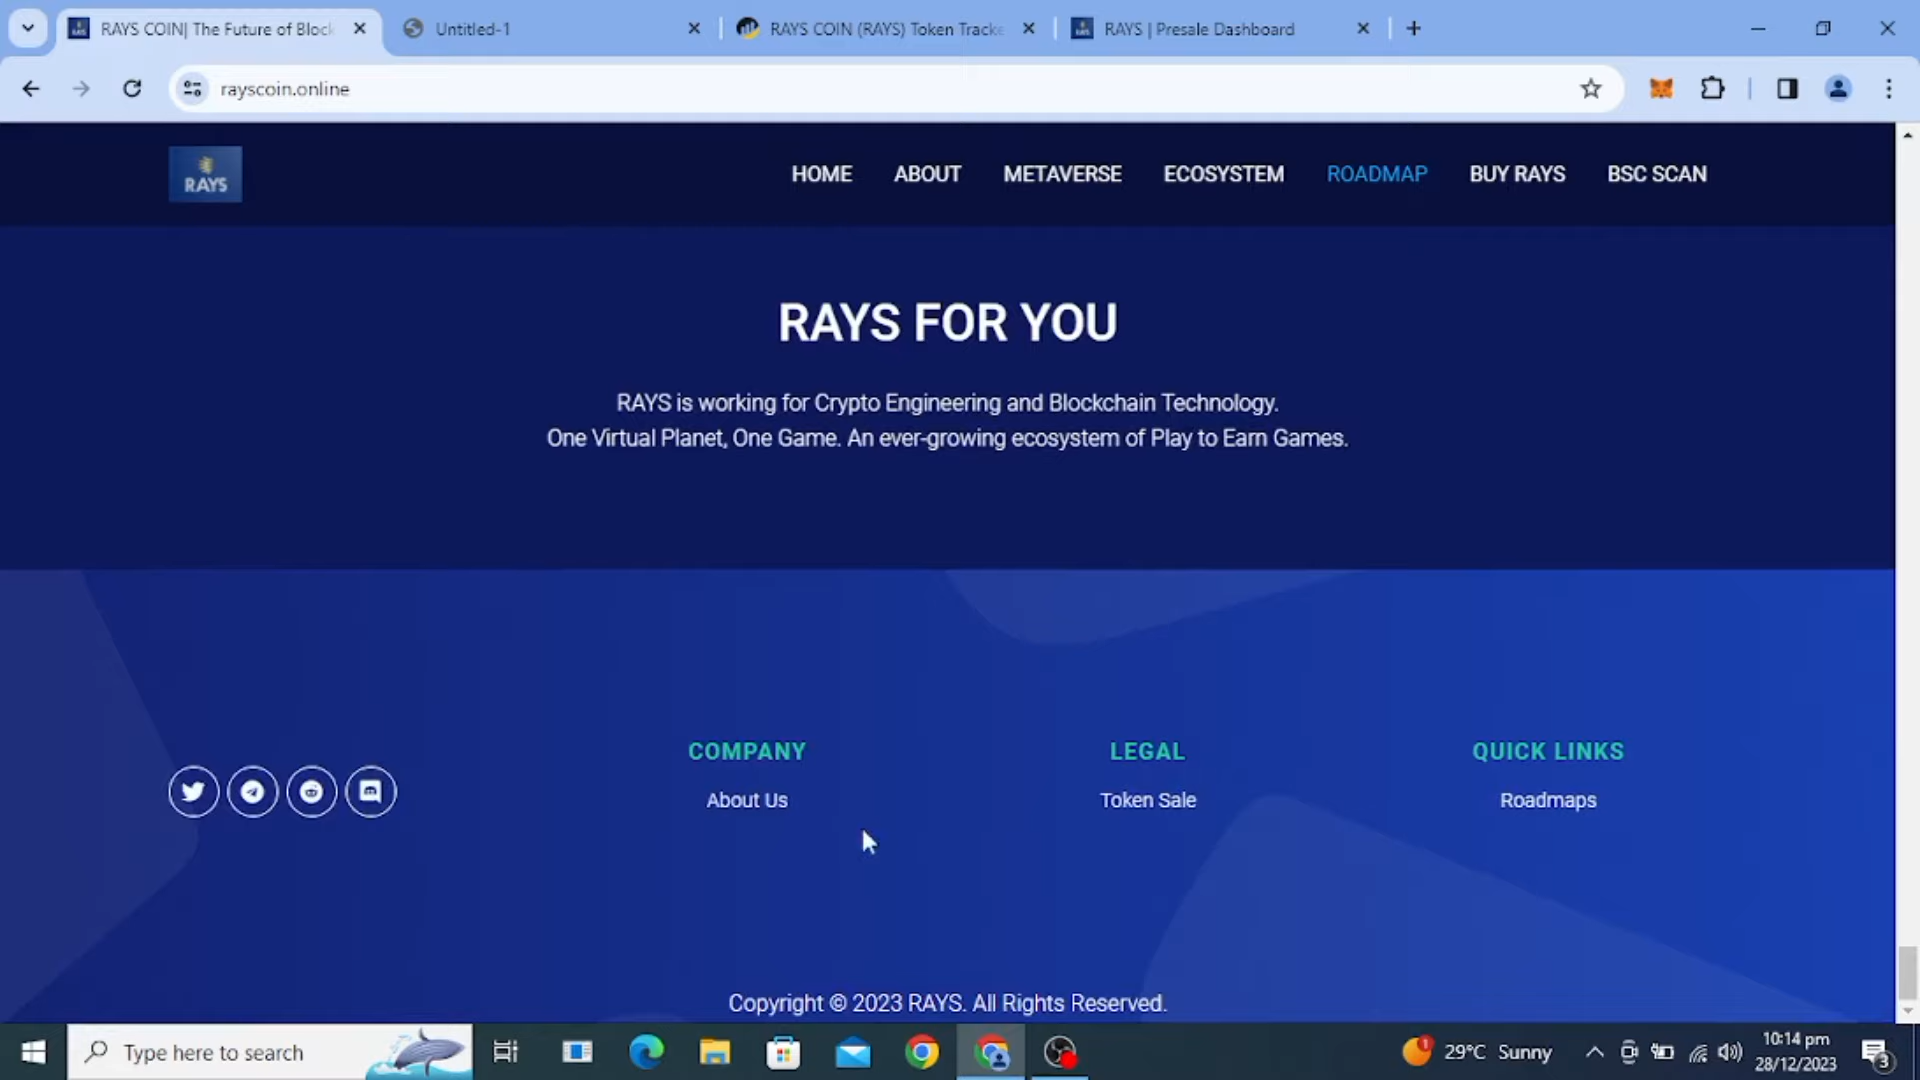 RAYS COIN| The Future of Block
Untitled-1
RAYS COIN (RAYS) Token Tracke
RAYS | Presale Dashboard
rayscoin.online
RAYS
HOME
ABOUT
METAVERSE
ECOSYSTEM
ROADMAP
BUY RAYS
BSC SCAN
RAYS FOR YOU
RAYS is working for Crypto Engineering and Blockchain Technology.
One Virtual Planet, One Game. An ever-growing ecosystem of Play to Earn Games.
COMPANY
LEGAL
QUICK LINKS
About Us
Token Sale
Roadmaps
Copyright © 2023 RAYS. All Rights Reserved.
Type here to search
1
29°C Sunny
10:14 pm
28/12/2023
3